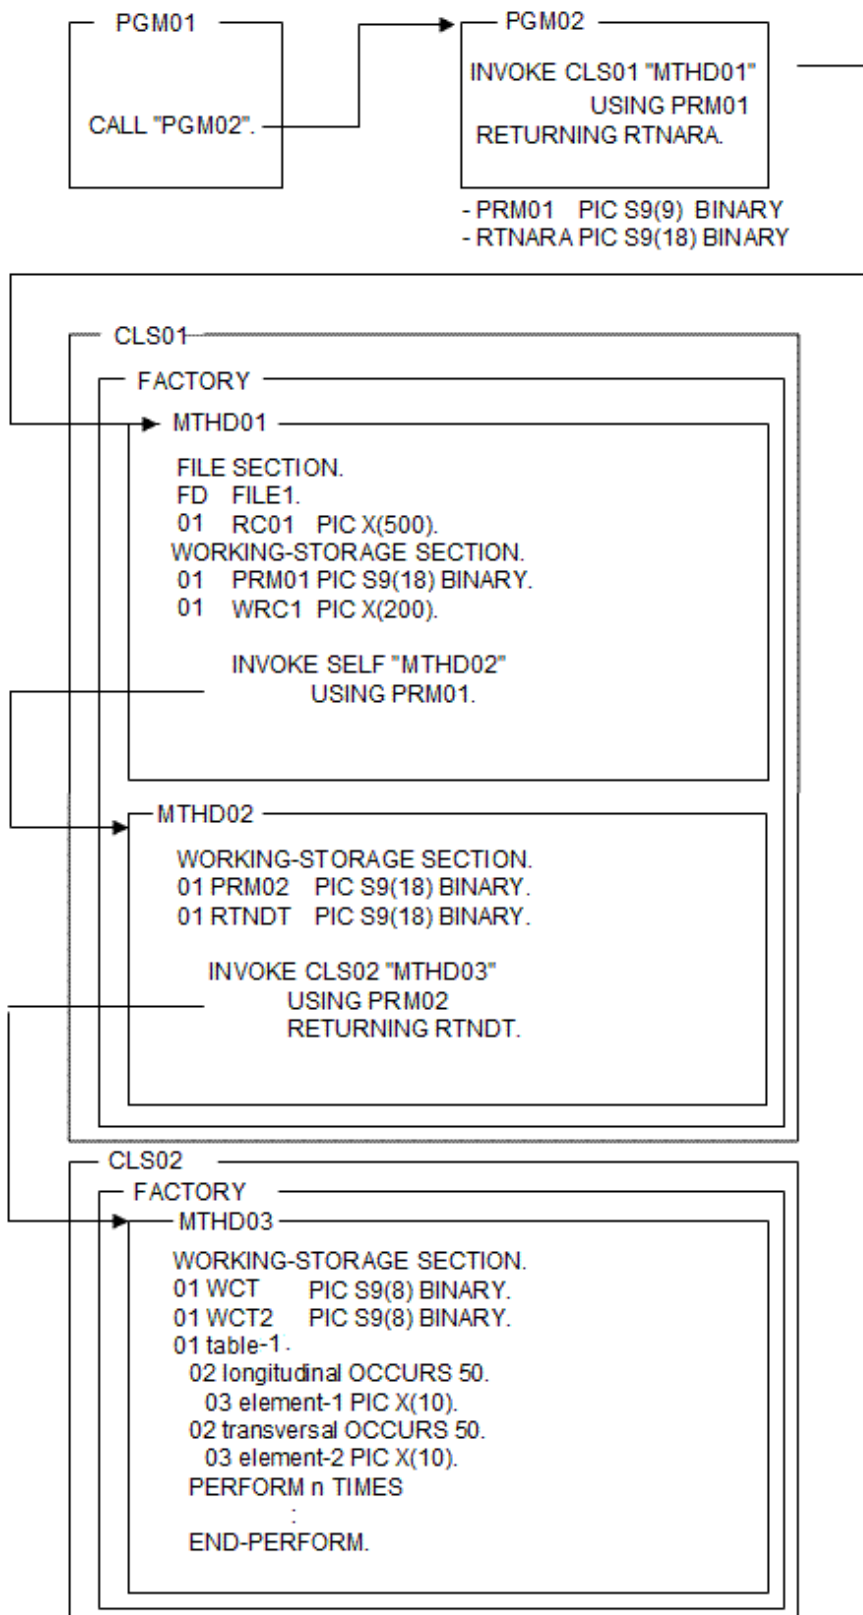 PGM01
CALL "PGM02".
PGM02
INVOKE CLS01 "MTHD01"
USING PRM01
RETURNING RTNARA.
- PRM01 PIC S9(9) BINARY
- RTNARA PIC S9(18) BINARY
CLS01
FACTORY
MTHD01
FILE SECTION.
FD FILE1.
01 RC01 PIC X(500).
WORKING-STORAGE SECTION.
01 PRM01 PIC S9(18) BINARY.
01 WRC1 PIC X(200).
INVOKE SELF "MTHD02"
USING PRM01.
MTHD02
WORKING-STORAGE SECTION.
01 PRM02 PIC S9(18) BINARY.
01 RTNDT PIC S9(18) BINARY.
INVOKE CLS02 "MTHD03"
USING PRM02
RETURNING RTNDT.
CLS02
FACTORY
MTHD03
WORKING-STORAGE SECTION.
01 WCT PIC S9(8) BINARY.
01 WCT2 PIC S9(8) BINARY.
01 table-1.
02 longitudinal OCCURS 50.
03 element-1 PIC X(10).
02 transversal OCCURS 50.
03 element-2 PIC X(10).
PERFORM n TIMES
:
END-PERFORM.